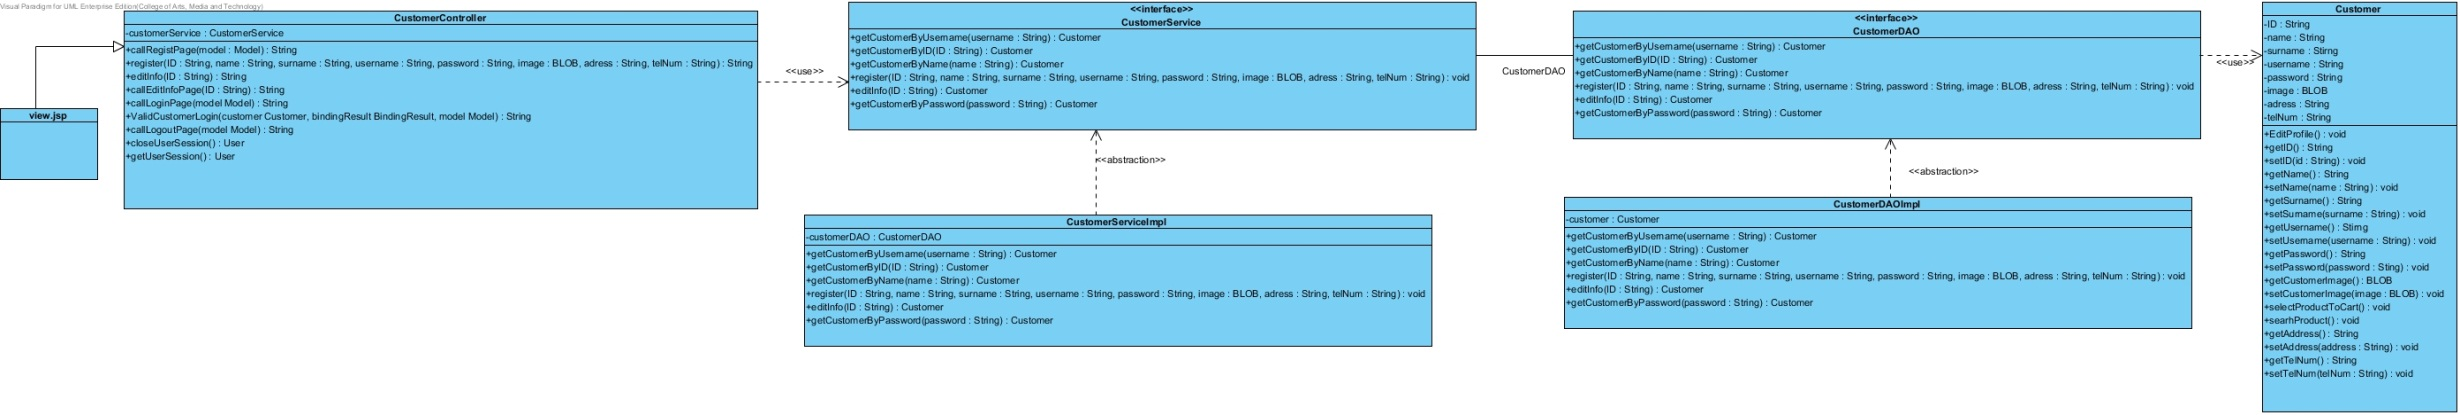 Visual Paradigm for UML Enterprise Edition(College of Arts, Media and Technology)
view.jsp
CustomerController
-customerService : CustomerService
+callRegistPage(model : Model) : String
+register(ID : String, name : String, surname : String, username : String, password : String, image : BLOB, adress : String, telNum : String) : String
+editInfo(ID : String) : String
+callEditInfoPage(ID : String) : String
+callLoginPage(model Model) : String
+ValidCustomerLogin(customer Customer, bindingResult BindingResult, model Model) : String
+callLogoutPage(model Model) : String
+closeUserSession() : User
+getUserSession() : User
<<use>>
<<interface>>
CustomerService
+getCustomerByUsername(username : String) : Customer
+getCustomerByID(ID : String) : Customer
+getCustomerByName(name : String) : Customer
+register(ID : String, name : String, surname : String, username : String, password : String, image : BLOB, adress : String, telNum : String) : void
+editInfo(ID : String) : Customer
+getCustomerByPassword(password : String) : Customer
<<abstraction>>
CustomerServiceImpl
-customerDAO : CustomerDAO
+getCustomerByUsername(username : String) : Customer
+getCustomerByID(ID : String) : Customer
+getCustomerByName(name : String) : Customer
+register(ID : String, name : String, surname : String, username : String, password : String, image : BLOB, adress : String, telNum : String) : void
+editInfo(ID : String) : Customer
+getCustomerByPassword(password : String) : Customer
CustomerDAO
<<interface>>
CustomerDAO
+getCustomerByUsername(username : String) : Customer
+getCustomerByID(ID : String) : Customer
+getCustomerByName(name : String) : Customer
+register(ID : String, name : String, surname : String, username : String, password : String, image : BLOB, adress : String, telNum : String) : void
+editInfo(ID : String) : Customer
+getCustomerByPassword(password : String) : Customer
<<abstraction>>
CustomerDAOImpl
-customer : Customer
+getCustomerByUsername(username : String) : Customer
+getCustomerByID(ID : String) : Customer
+getCustomerByName(name : String) : Customer
+register(ID : String, name : String, surname : String, username : String, password : String, image : BLOB, adress : String, telNum : String) : void
+editInfo(ID : String) : Customer
+getCustomerByPassword(password : String) : Customer
<<use>>
Customer
-ID : String
-name : String
-surname : Stirng
-username : String
-password : String
-image : BLOB
-adress : String
-telNum : String
+EditProfile() : void
+getID() : String
+setID(id : String) : void
+getName() : String
+setName(name : String) : void
+getSurname() : String
+setSurname(surname : String) : void
+getUsername() : Stirng
+setUsername(username : String) : void
+getPassword() : String
+setPassword(password : Sting) : void
+getCustomerImage() : BLOB
+setCustomerImage(image : BLOB) : void
+selectProductToCart() : void
+searhProduct() : void
+getAddress() : String
+setAddress(address : String) : void
+getTelNum() : String
+setTelNum(telNum : String) : void